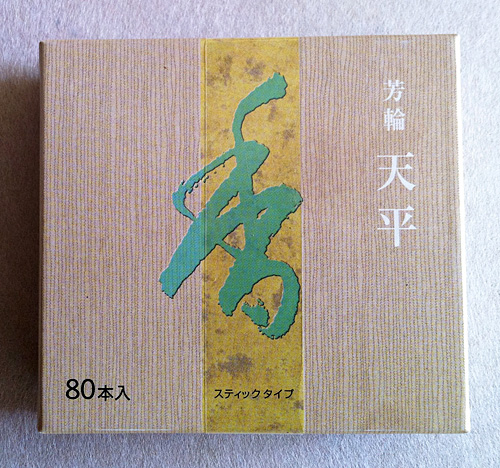 芳輪
天平
香
80本入
スティックタイプ